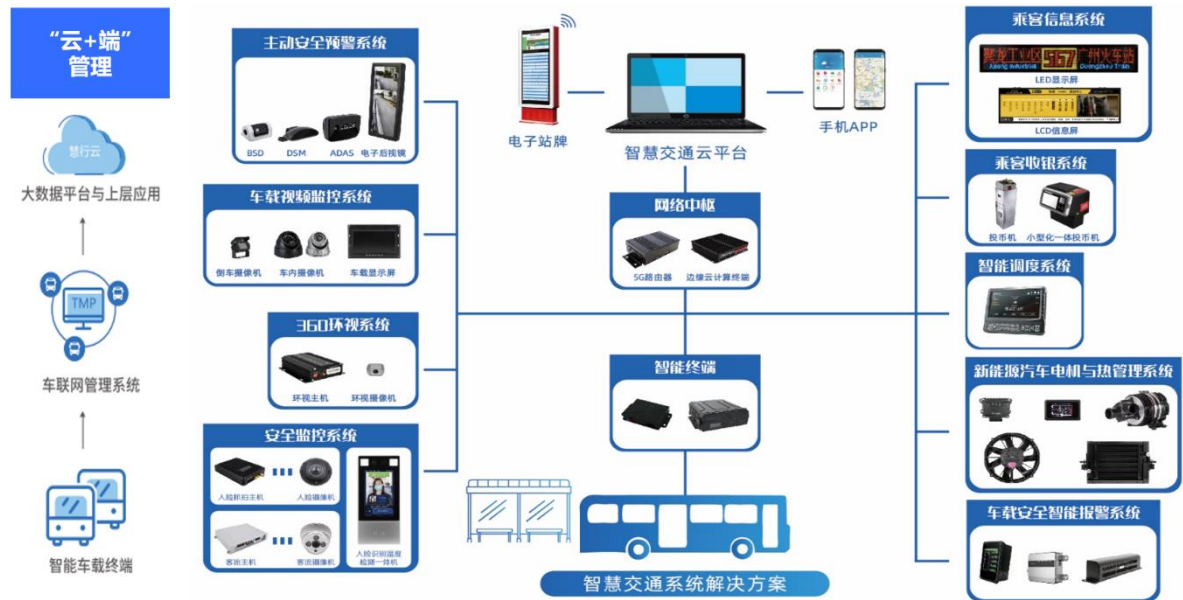 “云+端”
管理
慧行云
大数据平台与上层应用
TMP
车联网管理系统
智能车载终端
主动安全预警系统
BSD
DSM
ADAS
电子后视镜
车载视频监控系统
倒车摄像机
车内摄像机
车载显示屏
360环视系统
环视主机
环视摄像机
安全监控系统
人脸抓拍主机
人脸摄像机
客流主机
客流摄像机
人脸识别温度
检测一体机
电子站牌
智慧交通云平台
手机APP
网络中枢
5G路由器
边缘云计算终端
智能终端
智慧交通系统解决方案
乘客信息系统
聚龙工业区
567
广州火车站
LED显示屏
LCD信息屏
乘客收银系统
投币机
小型化一体投币机
智能调度系统
新能源汽车电机与热管理系统
车载安全智能报警系统